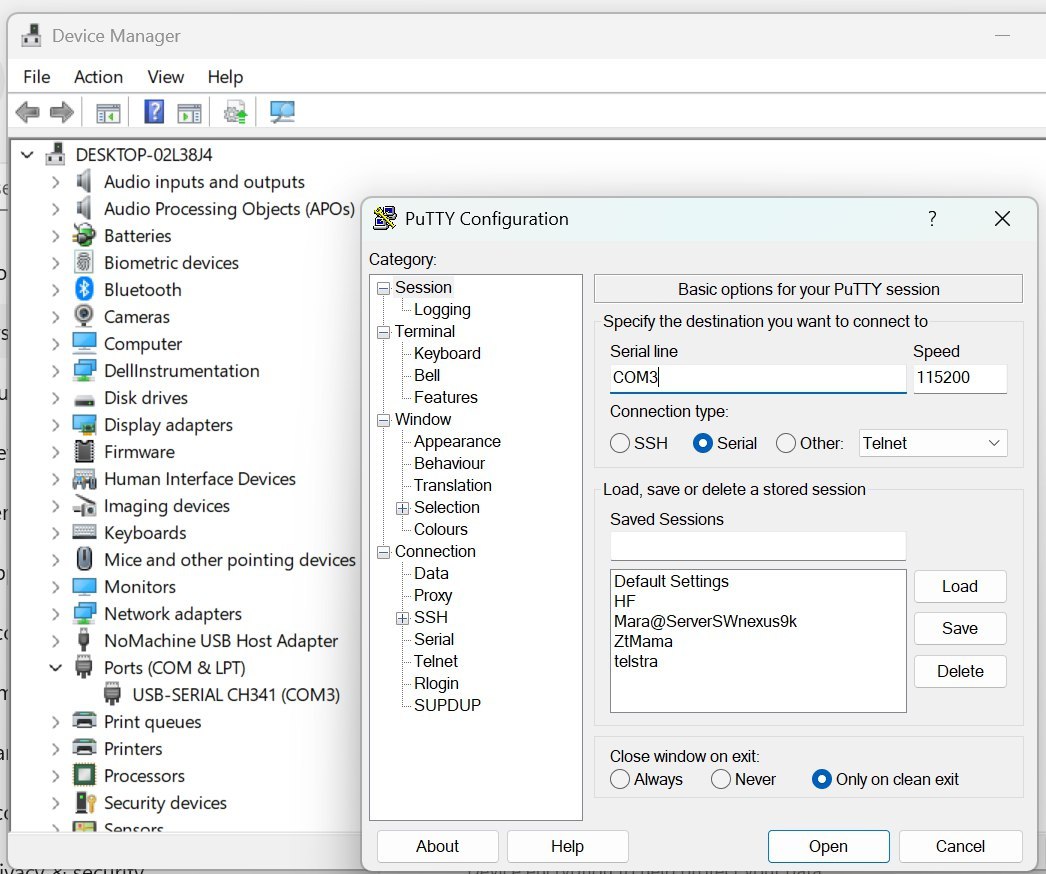 Device Manager
File Action View Help
DESKTOP-02L38J4
Audio inputs and outputs
Audio Processing Objects (APOs)
Batteries
Biometric devices
Bluetooth
Cameras
Computer
DellInstrumentation
Disk drives
Display adapters
Firmware
Human Interface Devices
Imaging devices
Keyboards
Mice and other pointing devices
Monitors
Network adapters
NoMachine USB Host Adapter
Ports (COM & LPT)
USB-SERIAL CH341 (COM3)
Print queues
Printers
Processors
Security devices
Sensors
PuTTY Configuration
?
Category:
Session
Logging
Terminal
Keyboard
Bell
Features
Window
Appearance
Behaviour
Translation
Selection
Colours
Connection
Data
Proxy
SSH
Serial
Telnet
Rlogin
SUPDUP
Basic options for your PuTTY session
Specify the destination you want to connect to
Serial line Speed
COM3 115200
Connection type:
SSH Serial Other: Telnet
Load, save or delete a stored session
Saved Sessions
Default Settings
HF
Mara@ServerSWnexus9k
ZtMama
telstra
Load
Save
Delete
Close window on exit:
Always Never Only on clean exit
About Help Open Cancel